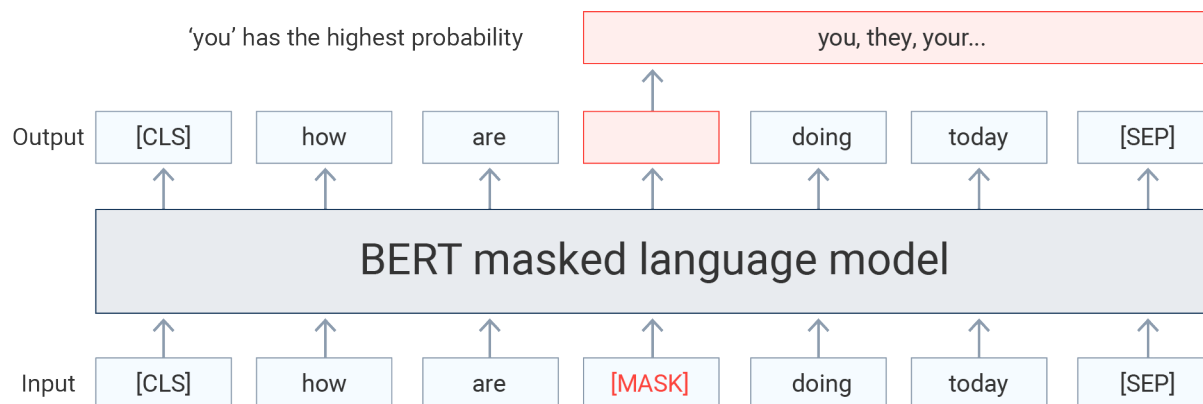 ‘you’ has the highest probability you, they, your...
Output [CLS] how are doing today [SEP]
BERT masked language model
Input [CLS] how are [MASK] doing today [SEP]